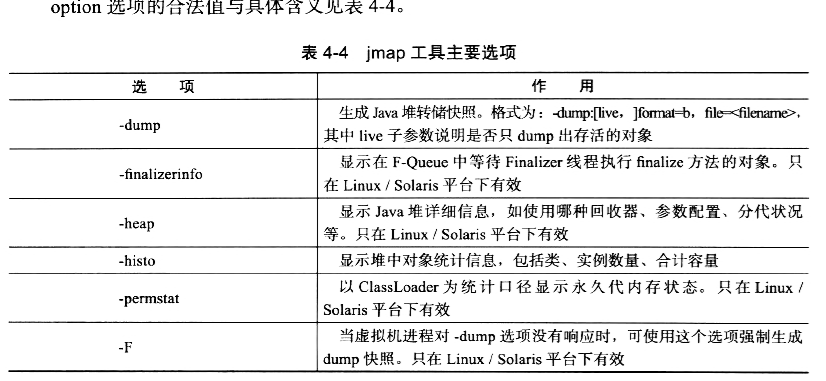 option 选项的合法值与具体含义见表 4-4。
表 4-4 jmap 工具主要选项
选 项 作 用
-dump 生成 Java 堆转储快照。格式为：-dump:[live，]format=b，file=<filename>，
其中 live 子参数说明是否只 dump 出存活的对象
-finalizerinfo 显示在 F-Queue 中等待 Finalizer 线程执行 finalize 方法的对象。只
在 Linux / Solaris 平台下有效
-heap 显示 Java 堆详细信息，如使用哪种回收器、参数配置、分代状况
等。只在 Linux / Solaris 平台下有效
-histo 显示堆中对象统计信息，包括类、实例数量、合计容量
-permstat 以 ClassLoader 为统计口径显示永久代内存状态。只在 Linux /
Solaris 平台下有效
-F 当虚拟机进程对 -dump 选项没有响应时，可使用这个选项强制生成
dump 快照。只在 Linux / Solaris 平台下有效